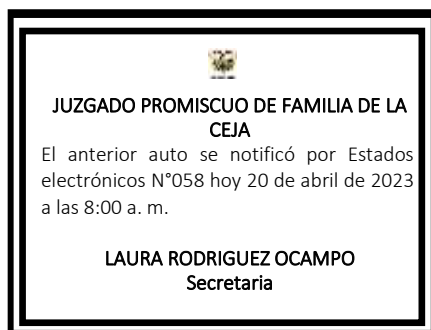 JUZGADO PROMISCUO DE FAMILIA DE LA
CEJA
El anterior auto se notificó por Estados
electrónicos N°058 hoy 20 de abril de 2023
a las 8:00 a. m.
LAURA RODRIGUEZ OCAMPO
Secretaria